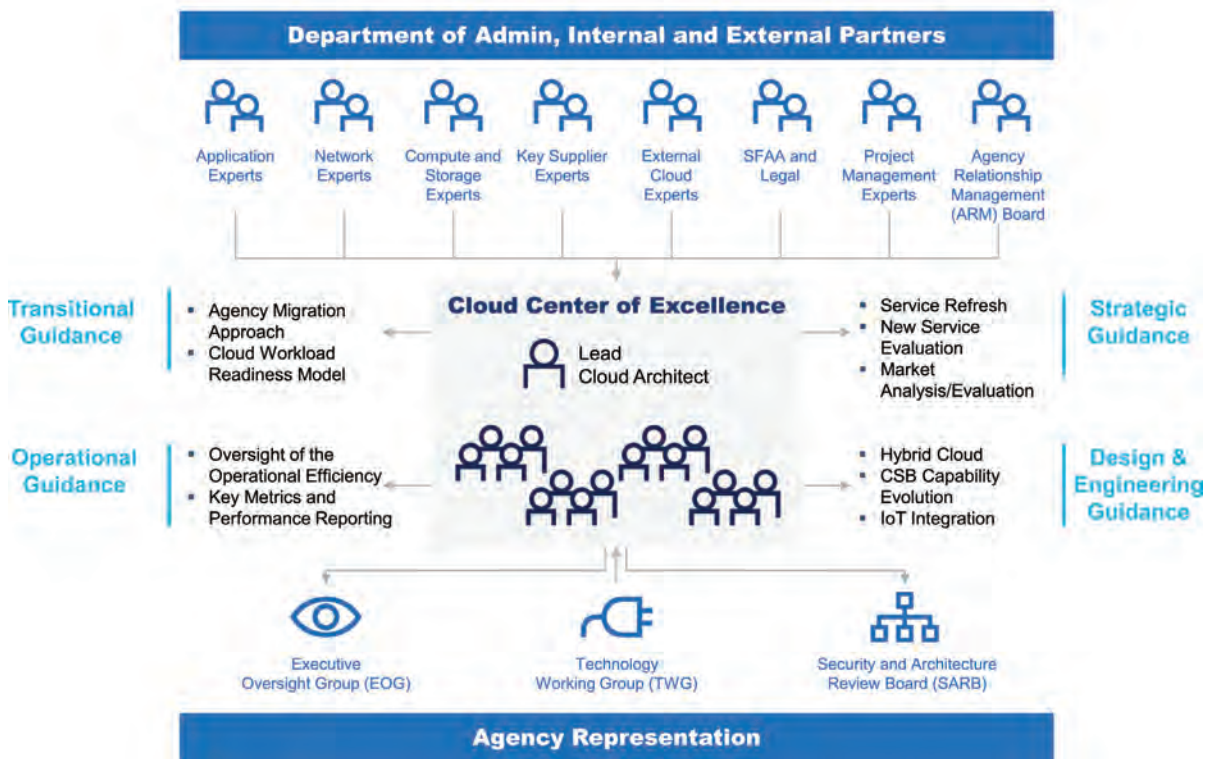 Department of Admin, Internal and External Partners
Application
Experts
Network
Experts
Compute and
Storage
Experts
Key Supplier
Experts
External
Cloud
Experts
SFAA and
Legal
Project
Management
Experts
Agency
Relationship
Management
(ARM) Board
Transitional
Guidance
▪ Agency Migration
Approach
▪ Cloud Workload
Readiness Model
Cloud Center of Excellence
Lead
Cloud Architect
▪ Service Refresh
▪ New Service
Evaluation
▪ Market
Analysis/Evaluation
Strategic
Guidance
Operational
Guidance
▪ Oversight of the
Operational Efficiency
▪ Key Metrics and
Performance Reporting
▪ Hybrid Cloud
▪ CSB Capability
Evolution
▪ IoT Integration
Design &
Engineering
Guidance
Executive
Oversight Group (EOG)
Technology
Working Group (TWG)
Security and Architecture
Review Board (SARB)
Agency Representation